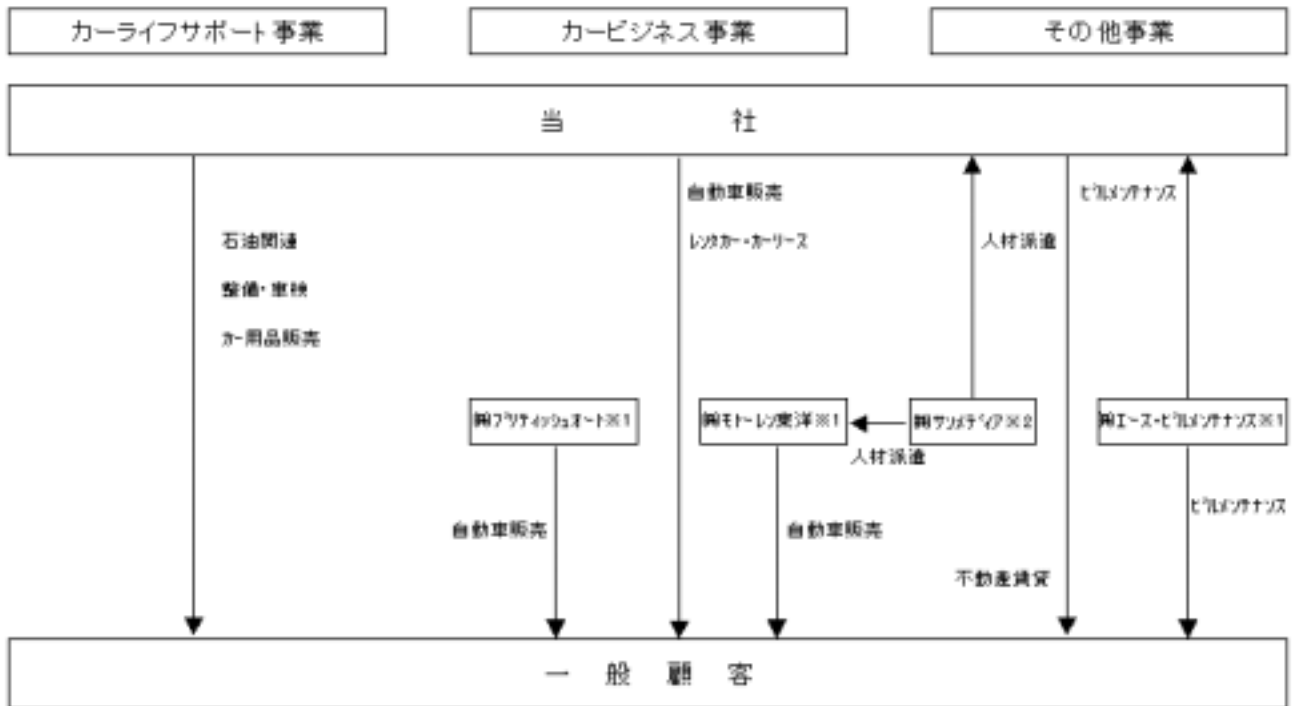 カーライフサポート事業
カービジネス事業
その他事業
当社
自動車販売
ﾋﾞﾙﾒﾝﾃﾅﾝｽ
石油関連
ﾚﾝﾀｶｰ・ｶｰﾘｰｽ
人材派遣
整備・車検
ｶｰ用品販売
㈱ﾌﾞﾘﾃｨｯｼｭｵｰﾄ※1
㈱ﾓﾄｰﾚﾝ東洋※1
㈱ｻﾝﾒﾃﾞｨｱ※2
㈱ｴｰｽ・ﾋﾞﾙﾒﾝﾃﾅﾝｽ※1
人材派遣
ﾋﾞﾙﾒﾝﾃﾅﾝｽ
自動車販売
自動車販売
不動産賃貸
一般顧客